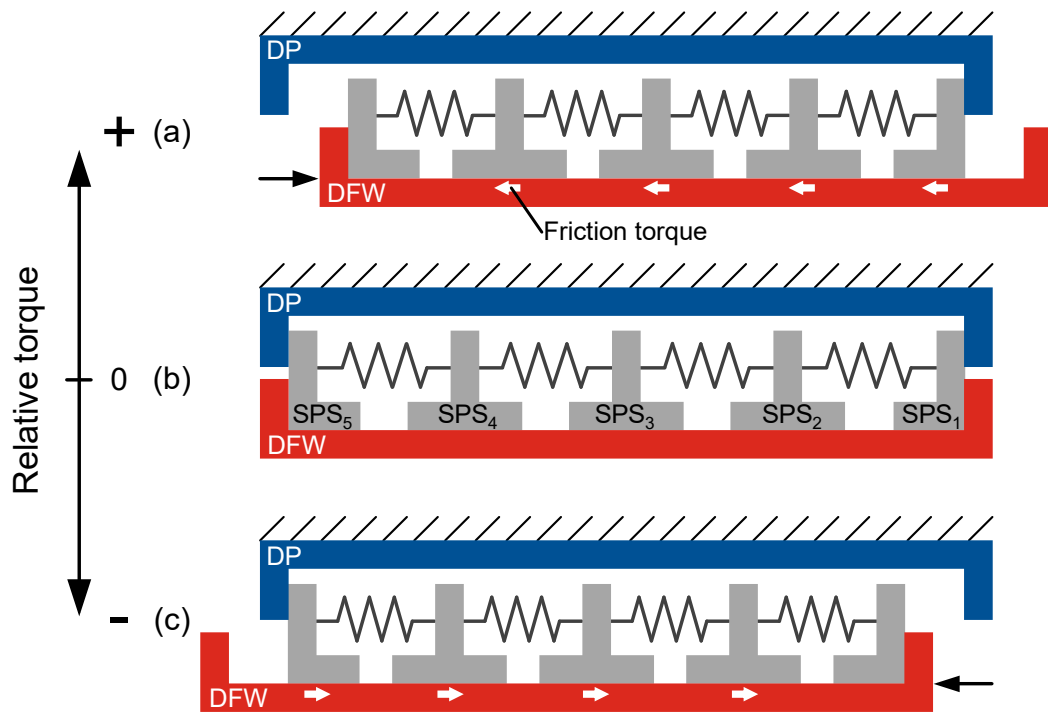 DP
+ (a)
DFW
Friction torque
Relative torque
DP
0 (b)
SPS₅ SPS₄ SPS₃ SPS₂ SPS₁
DFW
DP
- (c)
DFW